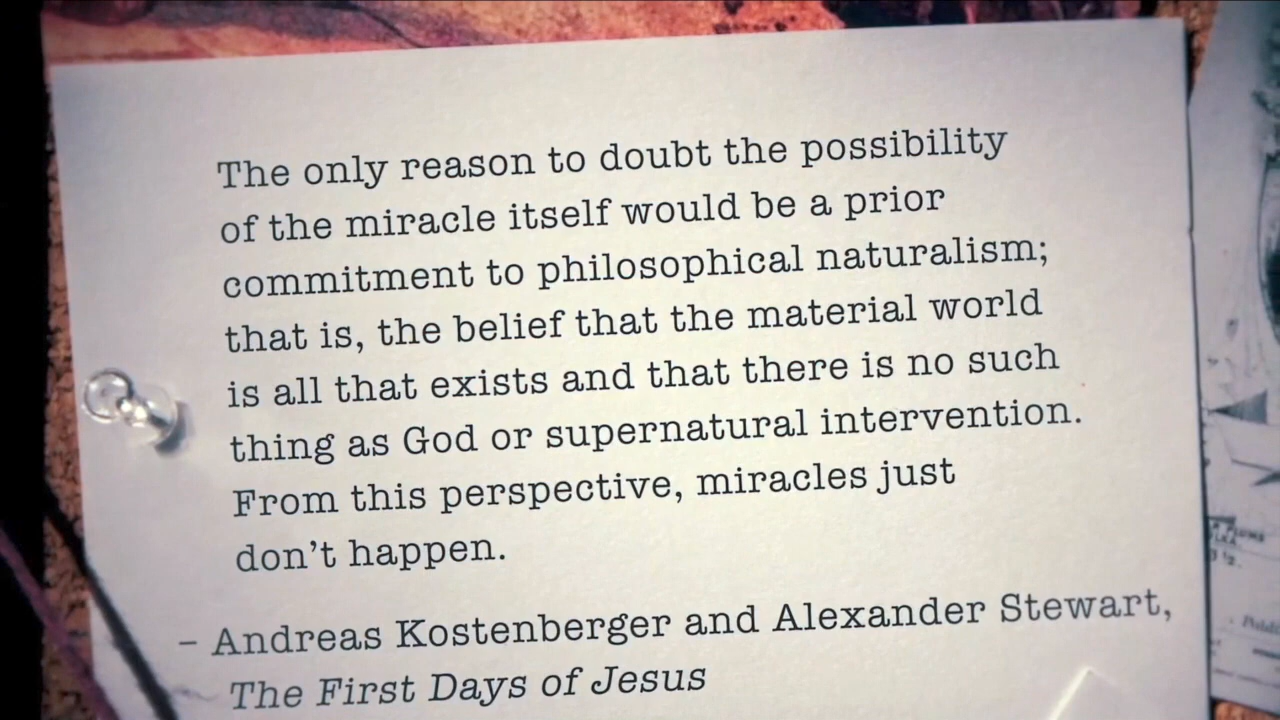 The only reason to doubt the possibility
of the miracle itself would be a prior
commitment to philosophical naturalism;
that is, the belief that the material world
is all that exists and that there is no such
thing as God or supernatural intervention.
From this perspective, miracles just
don't happen.
– Andreas Kostenberger and Alexander Stewart,
The First Days of Jesus